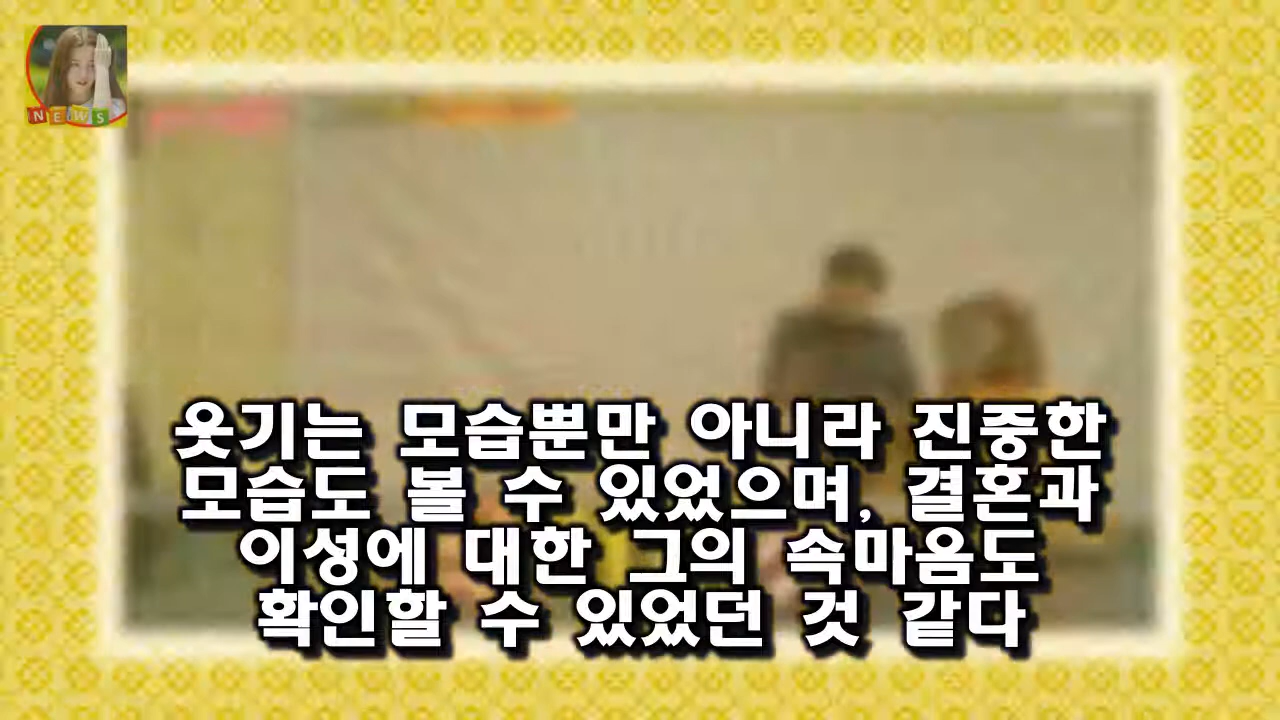 NEWS
웃기는 모습뿐만 아니라 진중한
모습도 볼 수 있었으며, 결혼과
이성에 대한 그의 속마음도
확인할 수 있었던 것 같다